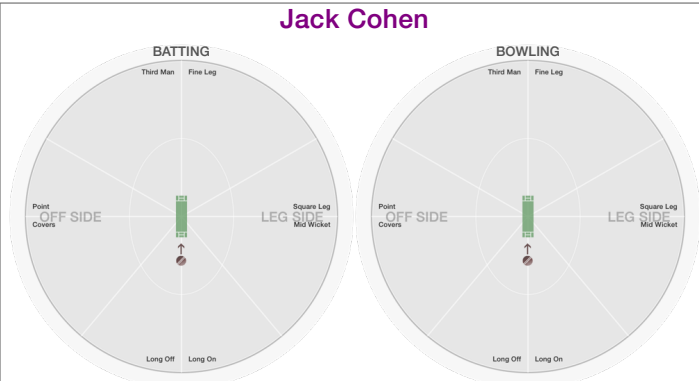 Jack Cohen
BATTING
Third Man
Fine Leg
Point
OFF SIDE
Covers
Square Leg
LEG SIDE
Mid Wicket
Long Off
Long On
BOWLING
Third Man
Fine Leg
Point
OFF SIDE
Covers
Square Leg
LEG SIDE
Mid Wicket
Long Off
Long On